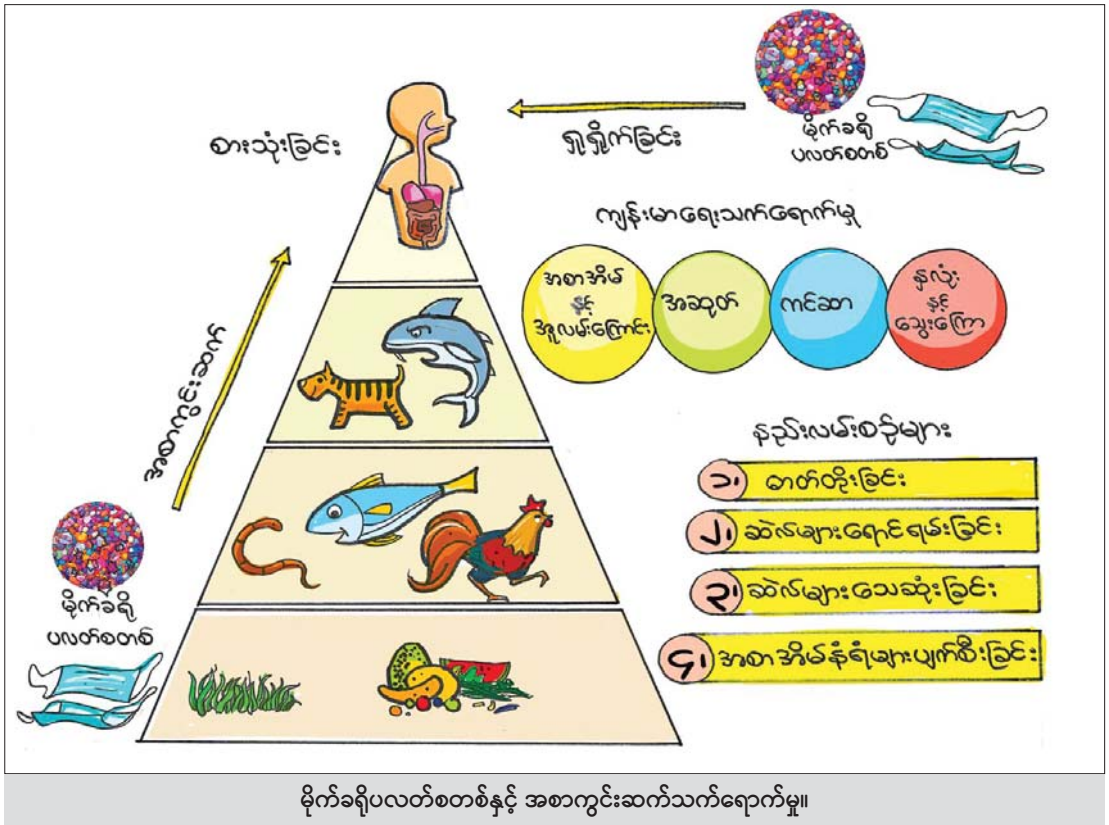 စားသုံးခြင်း
ရှူရှိုက်ခြင်း
မိုက်ခရို
ပလတ်စတစ်
ကျန်းမာရေးသက်ရောက်မှု
အစာအိမ်
နှင့်
အူလမ်းကြောင်း
အဆုတ်
ကင်ဆာ
နှလုံး
နှင့်
သွေးကြော
အစာကွင်းဆက်
နည်းလမ်းစဉ်များ
၁၊ ဓာတ်တိုးခြင်း
၂၊ ဆဲလ်များရောင်ရမ်းခြင်း
၃၊ ဆဲလ်များသေဆုံးခြင်း
၄၊ အစာအိမ်နံရံများပျက်စီးခြင်း
မိုက်ခရို
ပလတ်စတစ်
မိုက်ခရိုပလတ်စတစ်နှင့် အစာကွင်းဆက်သက်ရောက်မှု။